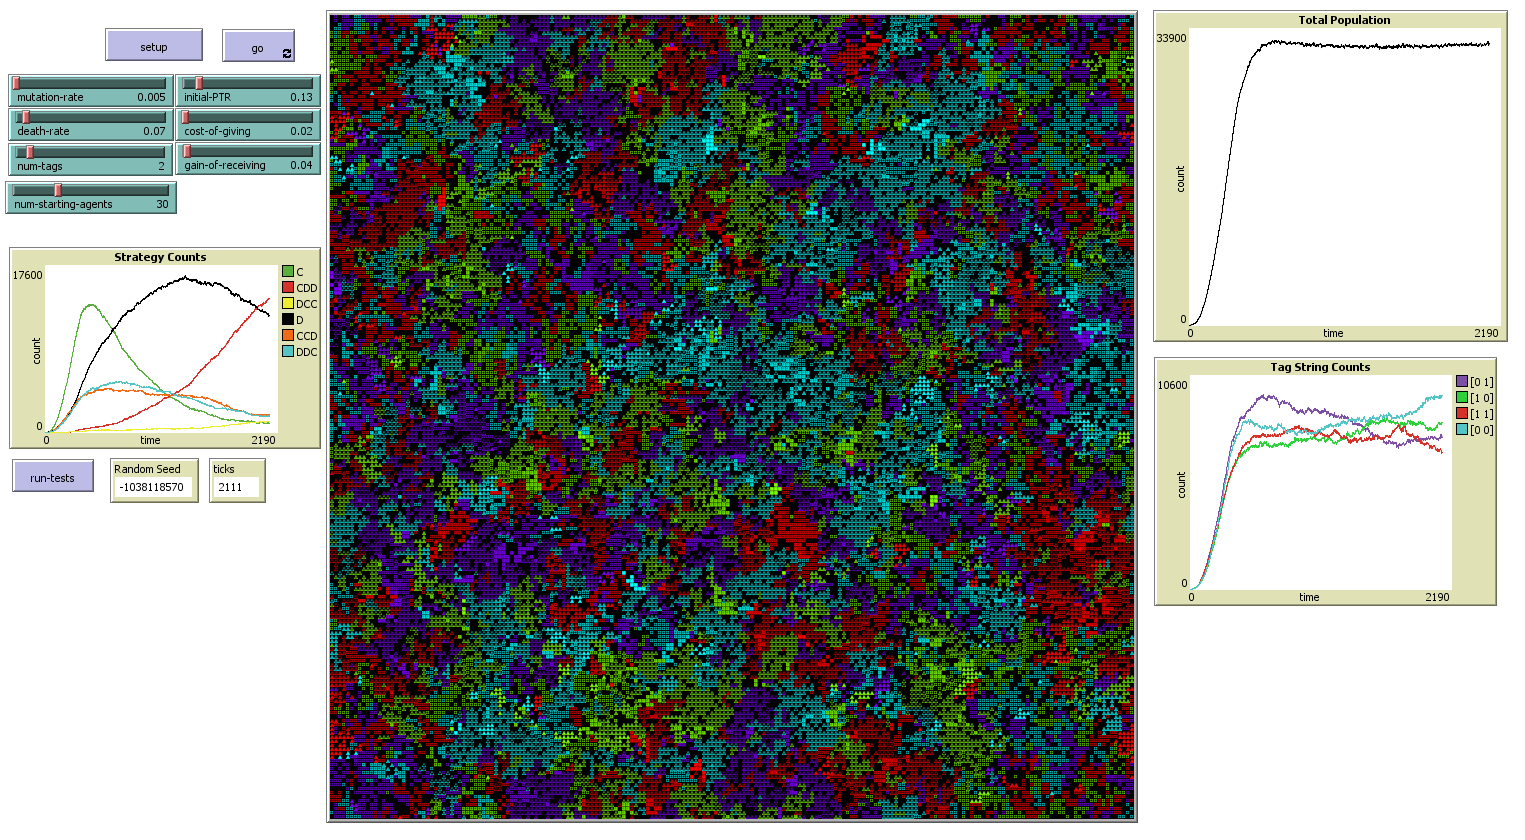 setup
go
mutation-rate 0.005
initial-PTR 0.13
death-rate 0.07
cost-of-giving 0.02
num-tags 2
gain-of-receiving 0.04
num-starting-agents 30
Strategy Counts
17600
count
0
0
time
2190
C
CDD
DCC
D
CCD
DDC
run-tests
Random Seed
-1038118570
ticks
2111
Total Population
33900
count
0
0
time
2190
Tag String Counts
10600
count
0
0
time
2190
[0 1]
[1 0]
[1 1]
[0 0]